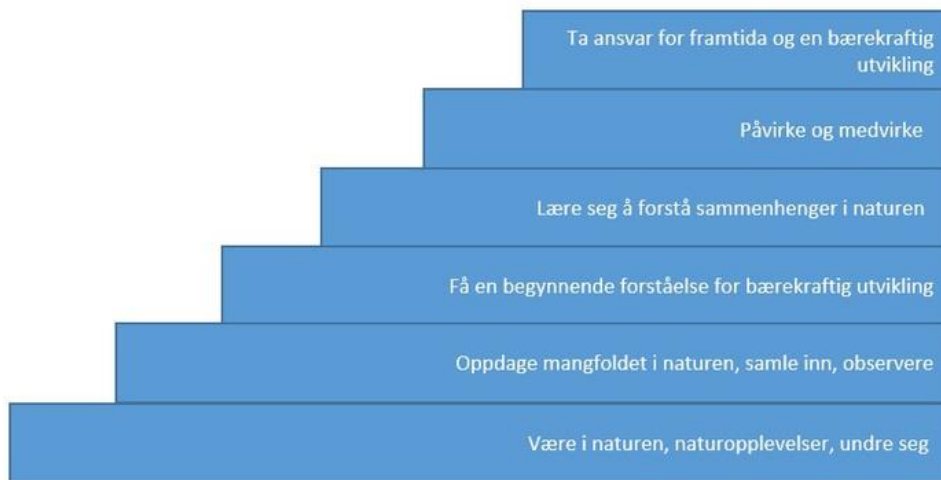 Ta ansvar for framtida og en bærekraftig
utvikling
Påvirke og medvirke
Lære seg å forstå sammenhenger i naturen
Få en begynnende forståelse for bærekraftig utvikling
Oppdage mangfoldet i naturen, samle inn, observere
Være i naturen, naturopplevelser, undre seg